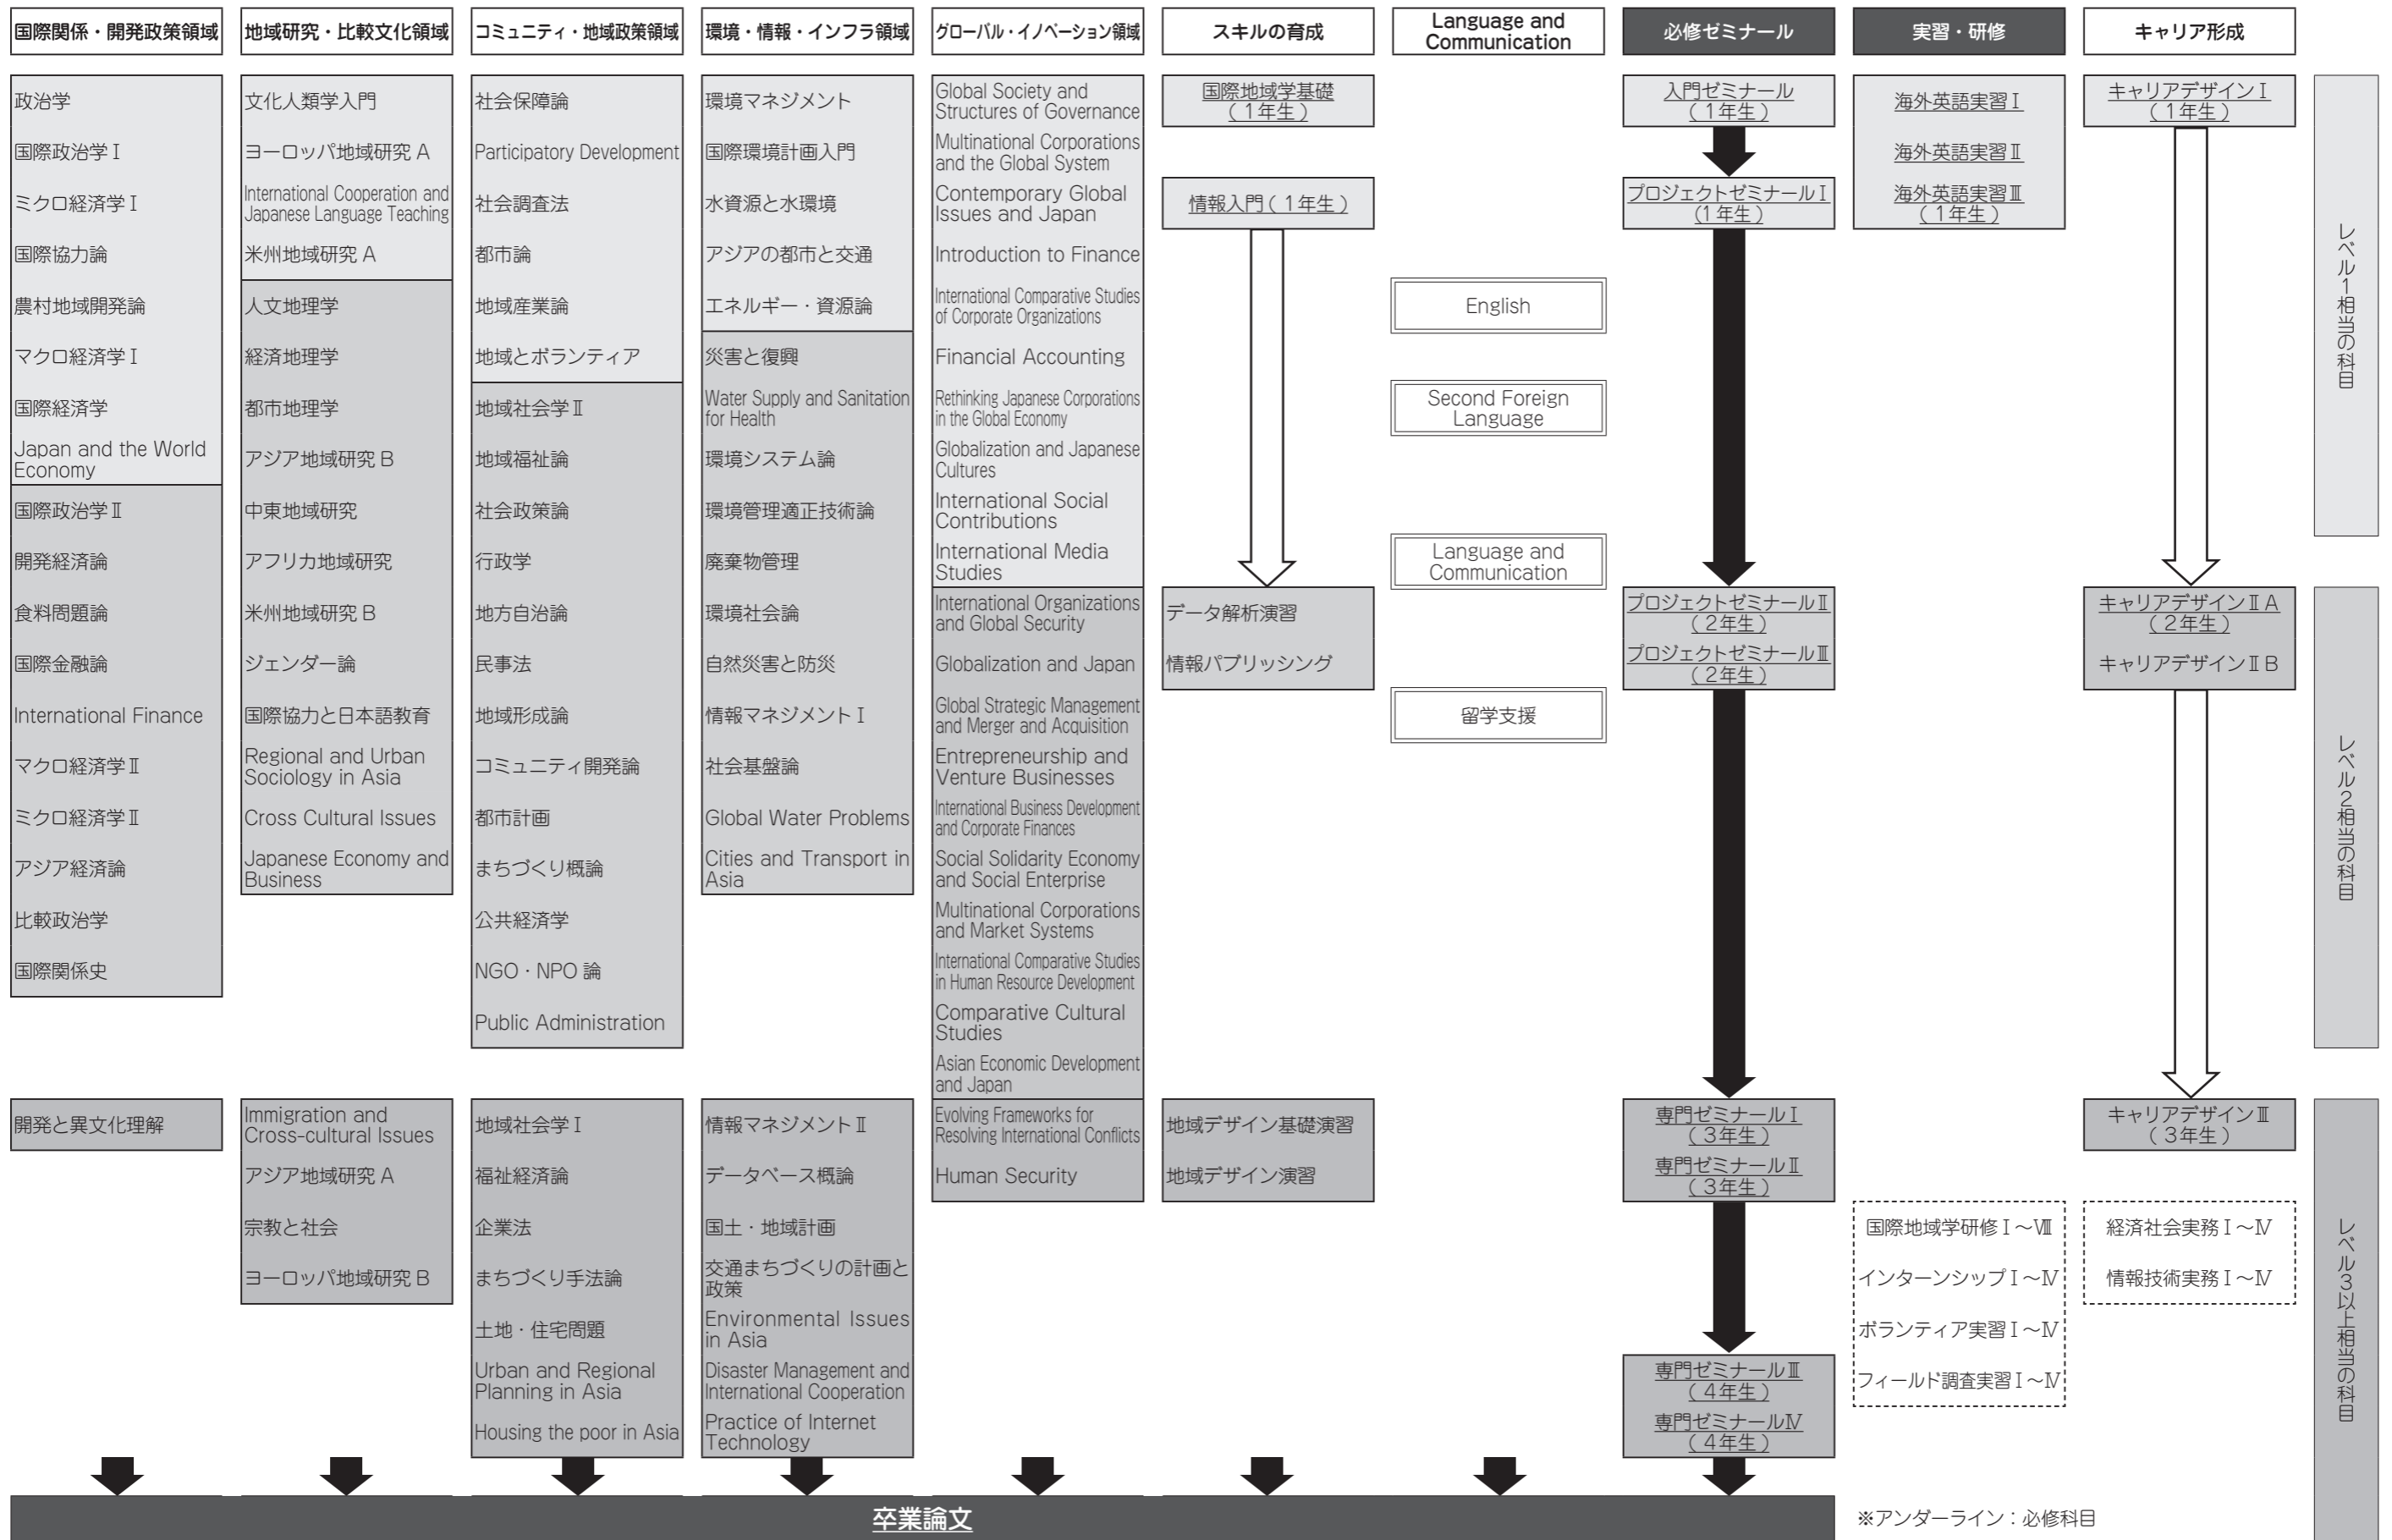 国際関係・開発政策領域
政治学
国際政治学Ⅰ
ミクロ経済学Ⅰ
国際協力論
農村地域開発論
マクロ経済学Ⅰ
国際経済学
Japan and the World
Economy
国際政治学Ⅱ
開発経済論
食料問題論
国際金融論
International Finance
マクロ経済学Ⅱ
ミクロ経済学Ⅱ
アジア経済論
比較政治学
国際関係史
開発と異文化理解
地域研究・比較文化領域
文化人類学入門
ヨーロッパ地域研究 A
International Cooperation and
Japanese Language Teaching
米州地域研究 A
人文地理学
経済地理学
都市地理学
アジア地域研究 B
中東地域研究
アフリカ地域研究
米州地域研究 B
ジェンダー論
国際協力と日本語教育
Regional and Urban
Sociology in Asia
Cross Cultural Issues
Japanese Economy and
Business
Immigration and
Cross-cultural Issues
アジア地域研究 A
宗教と社会
ヨーロッパ地域研究 B
コミュニティ・地域政策領域
社会保障論
Participatory Development
社会調査法
都市論
地域産業論
地域とボランティア
地域社会学Ⅱ
地域福祉論
社会政策論
行政学
地方自治論
民事法
地域形成論
コミュニティ開発論
都市計画
まちづくり概論
公共経済学
NGO・NPO 論
Public Administration
地域社会学Ⅰ
福祉経済論
企業法
まちづくり手法論
土地・住宅問題
Urban and Regional
Planning in Asia
Housing the poor in Asia
環境・情報・インフラ領域
環境マネジメント
国際環境計画入門
水資源と水環境
アジアの都市と交通
エネルギー・資源論
災害と復興
Water Supply and Sanitation
for Health
環境システム論
環境管理適正技術論
廃棄物管理
環境社会論
自然災害と防災
情報マネジメントⅠ
社会基盤論
Global Water Problems
Cities and Transport in
Asia
情報マネジメントⅡ
データベース概論
国土・地域計画
交通まちづくりの計画と
政策
Environmental Issues
in Asia
Disaster Management and
International Cooperation
Practice of Internet
Technology
グローバル・イノベーション領域
Global Society and
Structures of Governance
Multinational Corporations
and the Global System
Contemporary Global
Issues and Japan
Introduction to Finance
International Comparative Studies
of Corporate Organizations
Financial Accounting
Rethinking Japanese Corporations
in the Global Economy
Globalization and Japanese
Cultures
International Social
Contributions
International Media
Studies
International Organizations
and Global Security
Globalization and Japan
Global Strategic Management
and Merger and Acquisition
Entrepreneurship and
Venture Businesses
International Business Development
and Corporate Finances
Social Solidarity Economy
and Social Enterprise
Multinational Corporations
and Market Systems
International Comparative Studies
in Human Resource Development
Comparative Cultural
Studies
Asian Economic Development
and Japan
Evolving Frameworks for
Resolving International Conflicts
Human Security
スキルの育成
国際地域学基礎
(1年生)
情報入門(1年生)
データ解析演習
情報パブリッシング
地域デザイン基礎演習
地域デザイン演習
Language and
Communication
English
Second Foreign
Language
Language and
Communication
留学支援
必修ゼミナール
入門ゼミナール
(1年生)
プロジェクトゼミナールⅠ
(1年生)
プロジェクトゼミナールⅡ
(2年生)
プロジェクトゼミナールⅢ
(2年生)
専門ゼミナールⅠ
(3年生)
専門ゼミナールⅡ
(3年生)
専門ゼミナールⅢ
(4年生)
専門ゼミナールⅣ
(4年生)
実習・研修
海外英語実習Ⅰ
海外英語実習Ⅱ
海外英語実習Ⅲ
(1年生)
国際地域学研修Ⅰ～Ⅷ
インターンシップⅠ～Ⅳ
ボランティア実習Ⅰ～Ⅳ
フィールド調査実習Ⅰ～Ⅳ
キャリア形成
キャリアデザインⅠ
(1年生)
キャリアデザインⅡA
(2年生)
キャリアデザインⅡB
キャリアデザインⅢ
(3年生)
経済社会実務Ⅰ～Ⅳ
情報技術実務Ⅰ～Ⅳ
レベル1相当の科目
レベル2相当の科目
レベル3以上相当の科目
卒業論文
※アンダーライン：必修科目